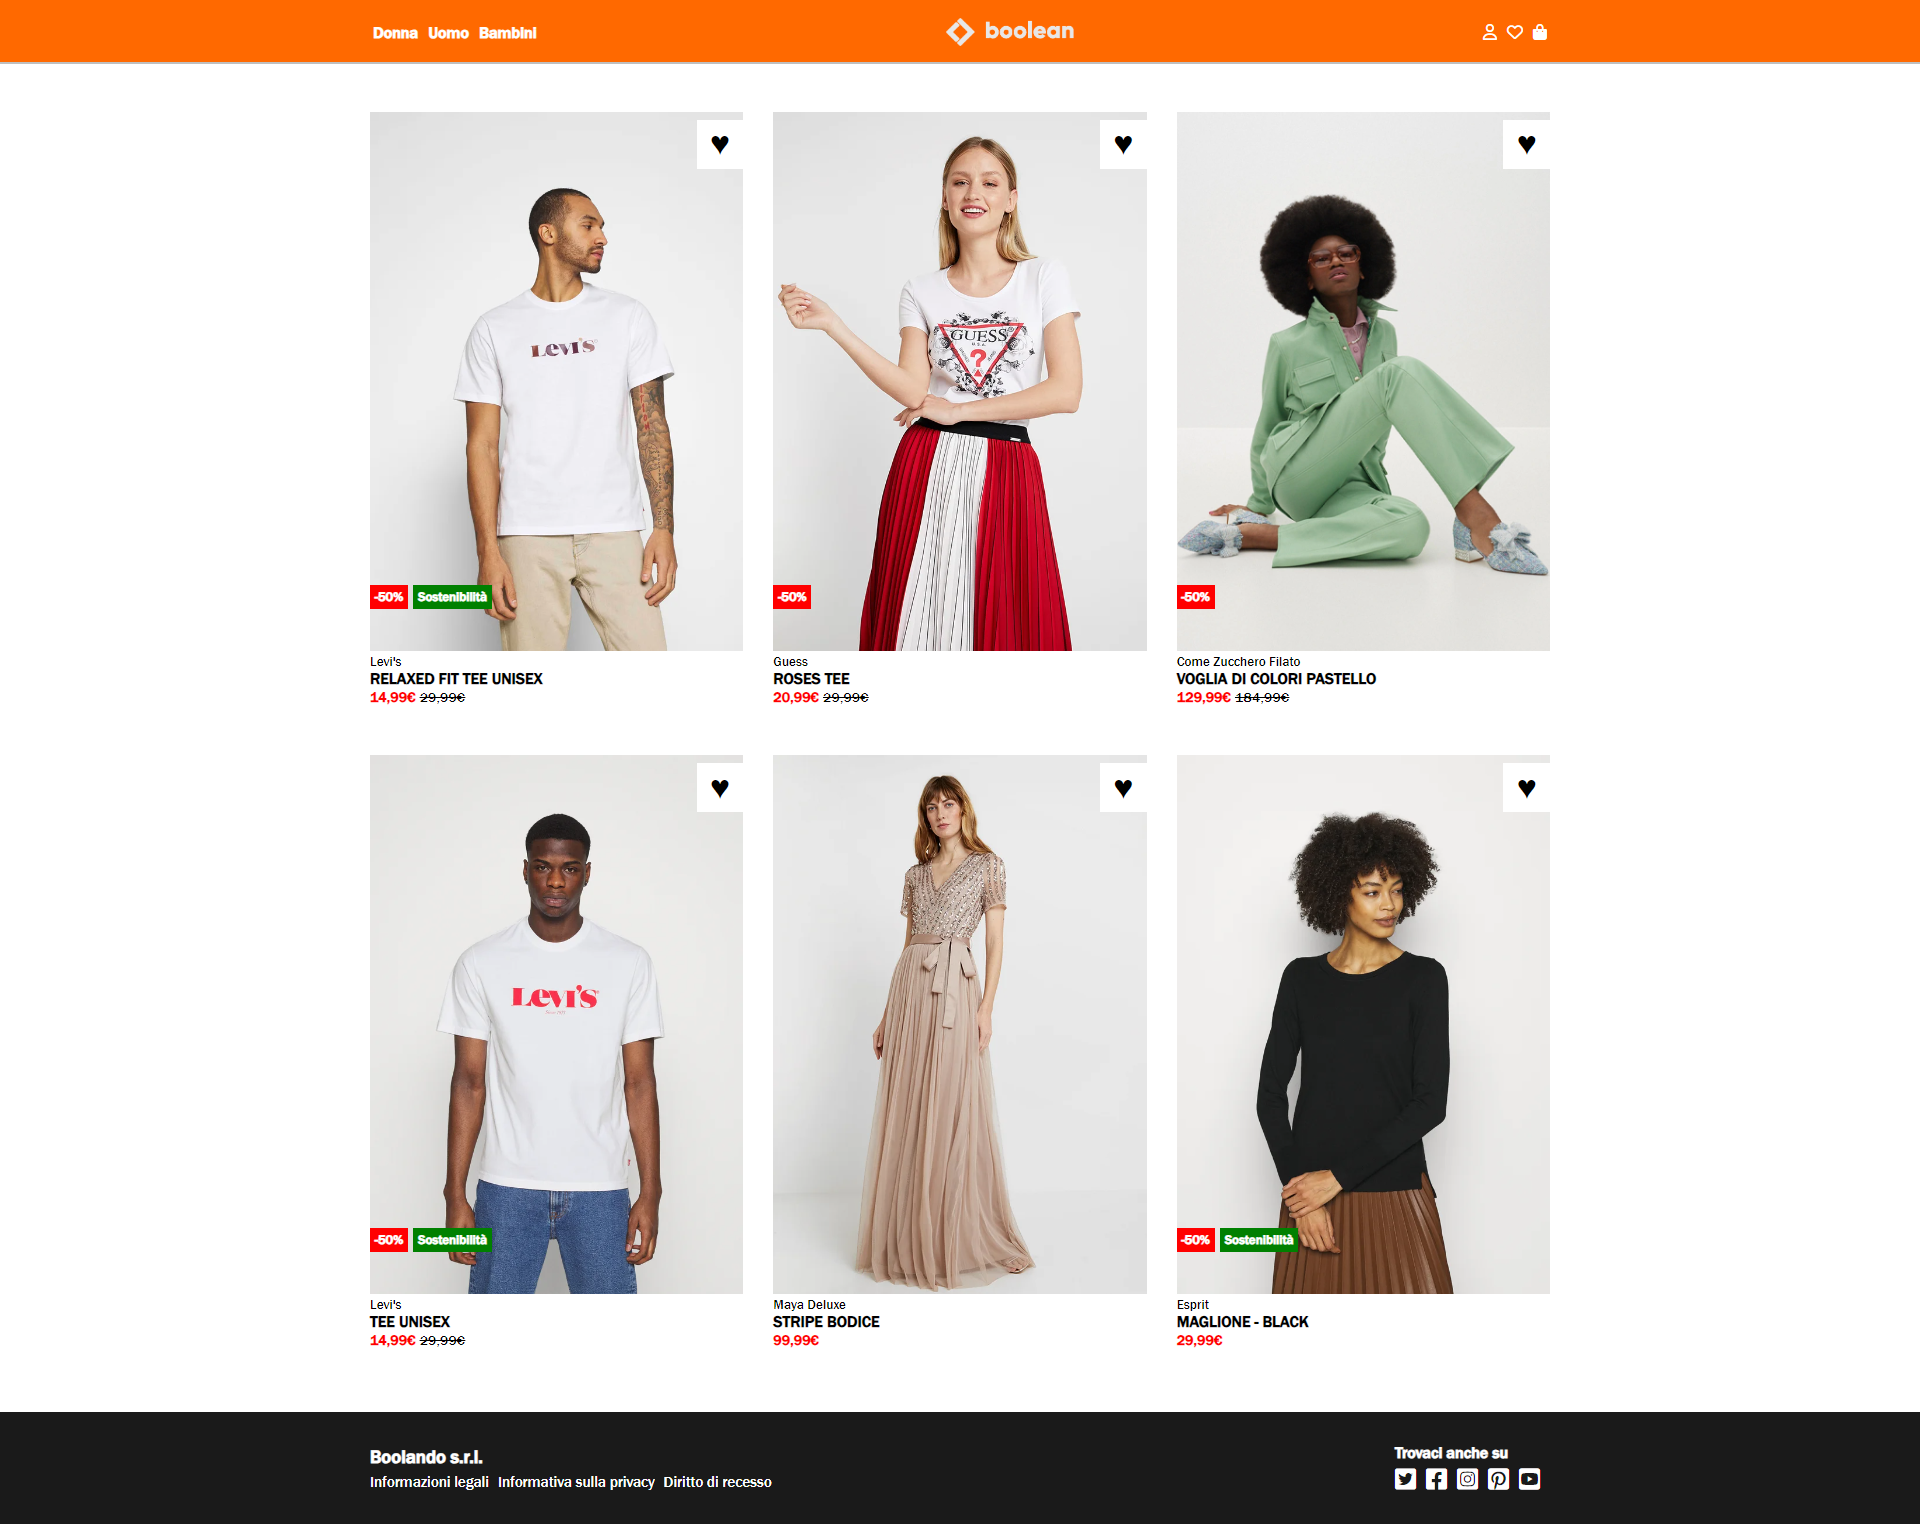 Donna Uomo Bambini
boolean
LEVI'S
GUESS
U.S.A.
?
-50% Sostenibilità
-50%
-50%
Levi's
RELAXED FIT TEE UNISEX
14,99€ 29,99€
Guess
ROSES TEE
20,99€ 29,99€
Come Zucchero Filato
VOGLIA DI COLORI PASTELLO
129,99€ 184,99€
LEVI'S
-50% Sostenibilità
-50% Sostenibilità
Levi's
TEE UNISEX
14,99€ 29,99€
Maya Deluxe
STRIPE BODICE
99,99€
Esprit
MAGLIONE - BLACK
29,99€
Boolando s.r.l.
Informazioni legali Informativa sulla privacy Diritto di recesso
Trovaci anche su